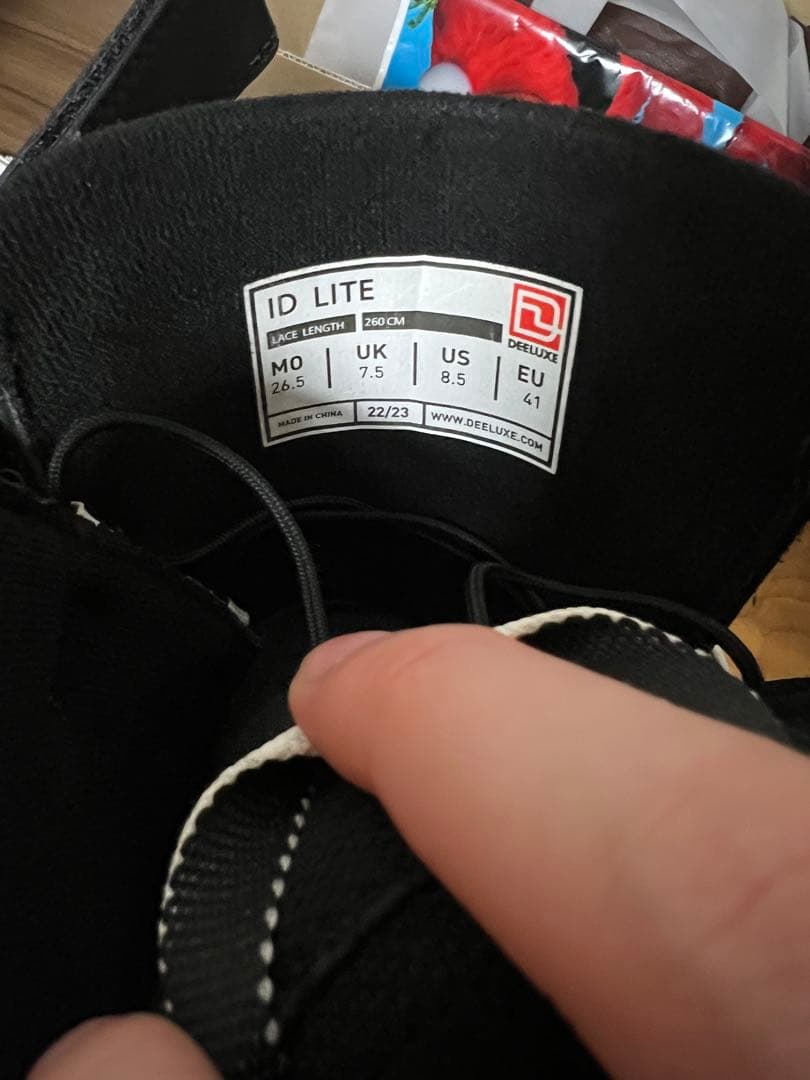 ID LITE
LACE LENGTH 260 CM
DEELUXE
MO UK US EU
26.5 7.5 8.5 41
MADE IN CHINA 22/23 WWW.DEELUXE.COM